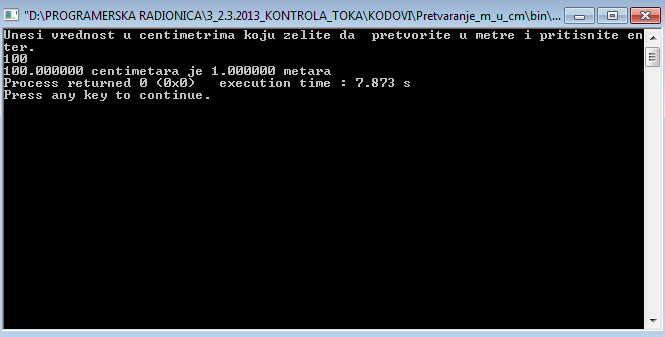 "D:\PROGRAMERSKA RADIONICA\3_2.3.2013_KONTROLA_TOKA\KODOVI\Pretvaranje_m_u_cm\bin\...
Unesi vrednost u centimetrima koju zelite da  pretvorite u metre i pritisnite en
ter.
100
100.000000 centimetara je 1.000000 metara
Process returned 0 (0x0)   execution time : 7.873 s
Press any key to continue.